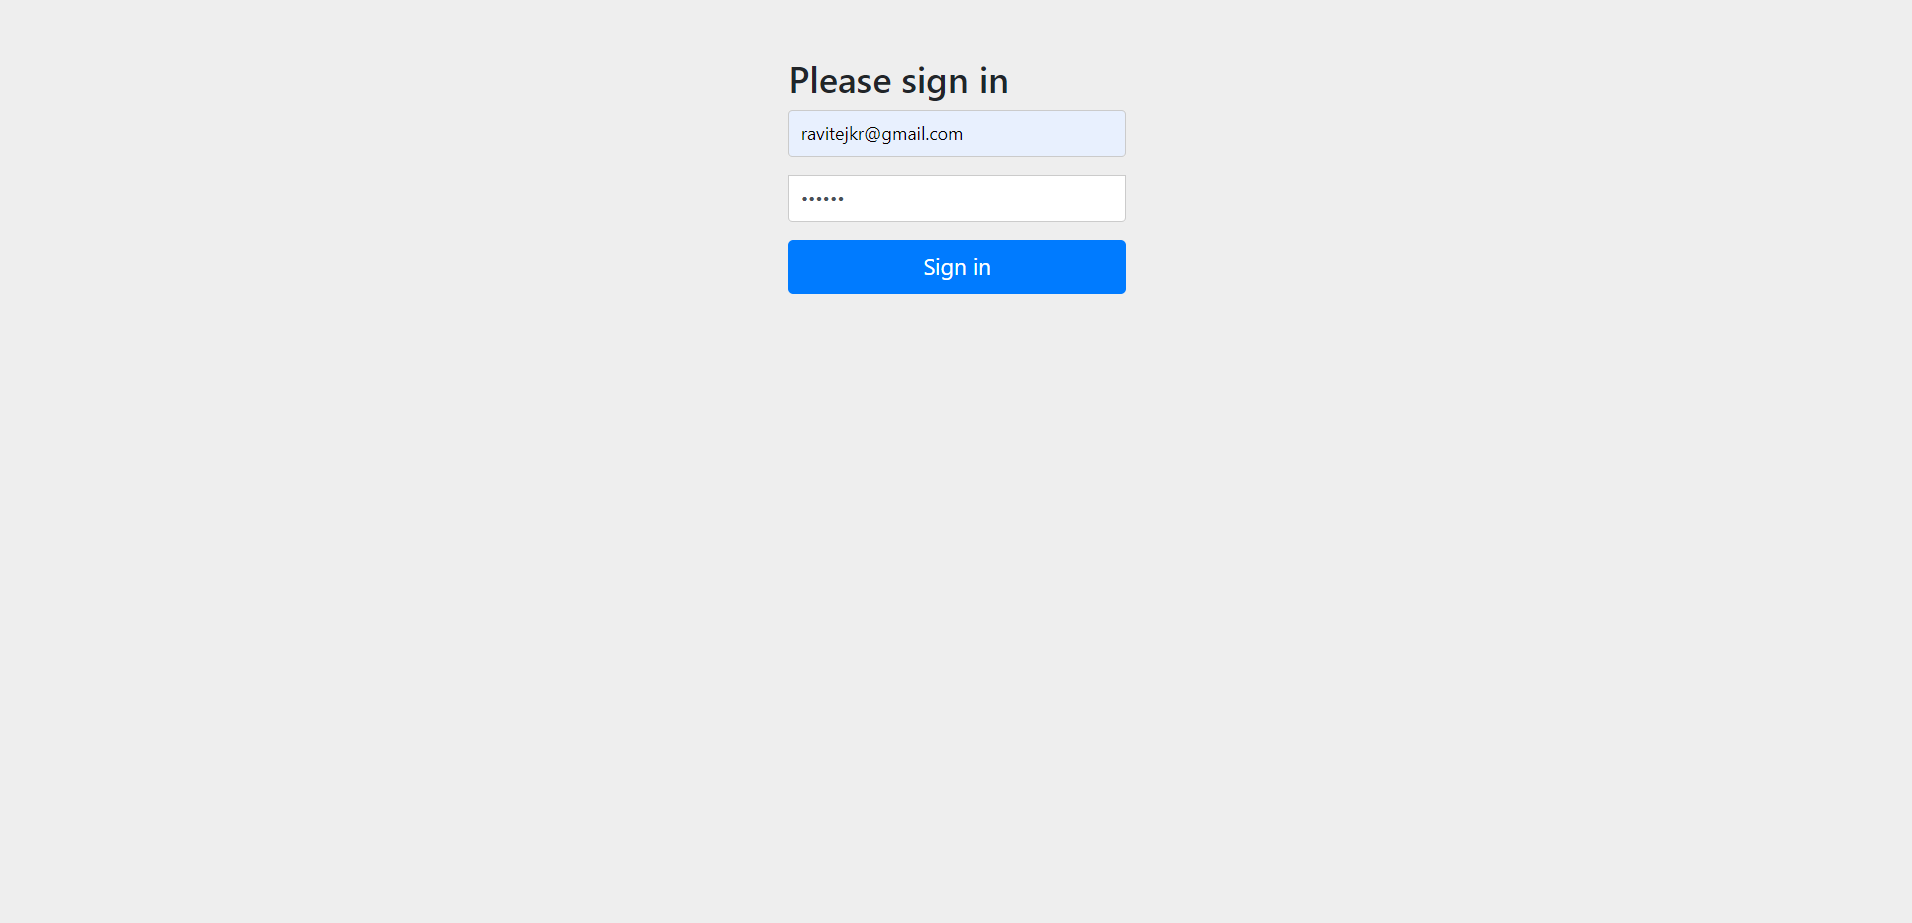 Please sign in
ravitejkr@gmail.com
••••••
Sign in